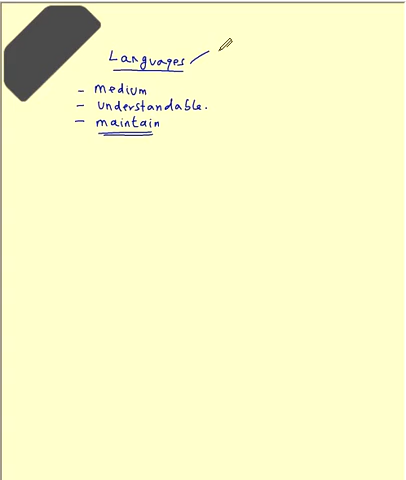 Languages
- medium
- understandable.
- maintain